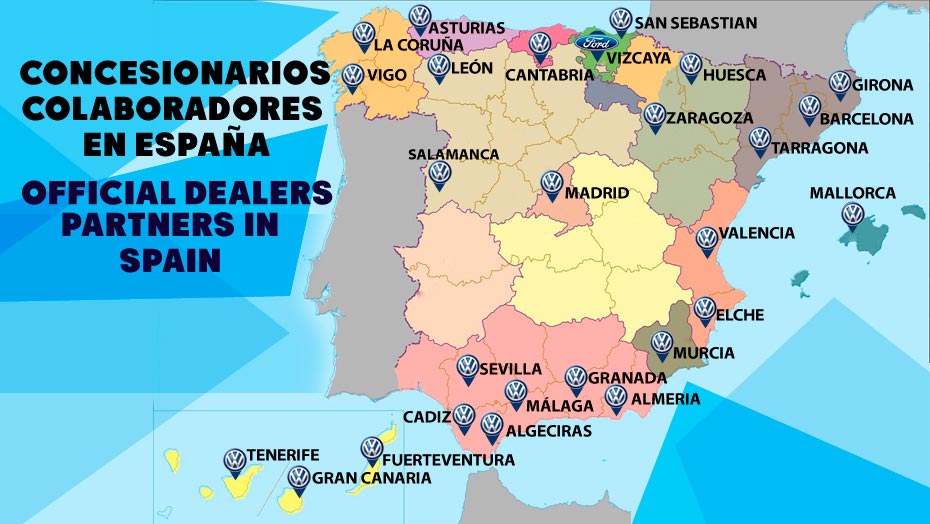 CONCESIONARIOS
COLABORADORES
EN ESPAÑA
OFFICIAL DEALERS
PARTNERS IN
SPAIN
ASTURIAS
SAN SEBASTIAN
LA CORUÑA
Ford
VIZCAYA
VIGO
LEÓN
CANTABRIA
HUESCA
GIRONA
ZARAGOZA
BARCELONA
TARRAGONA
SALAMANCA
MADRID
MALLORCA
VALENCIA
ELCHE
MURCIA
SEVILLA
GRANADA
MÁLAGA
ALMERIA
CADIZ
ALGECIRAS
TENERIFE
FUERTEVENTURA
GRAN CANARIA